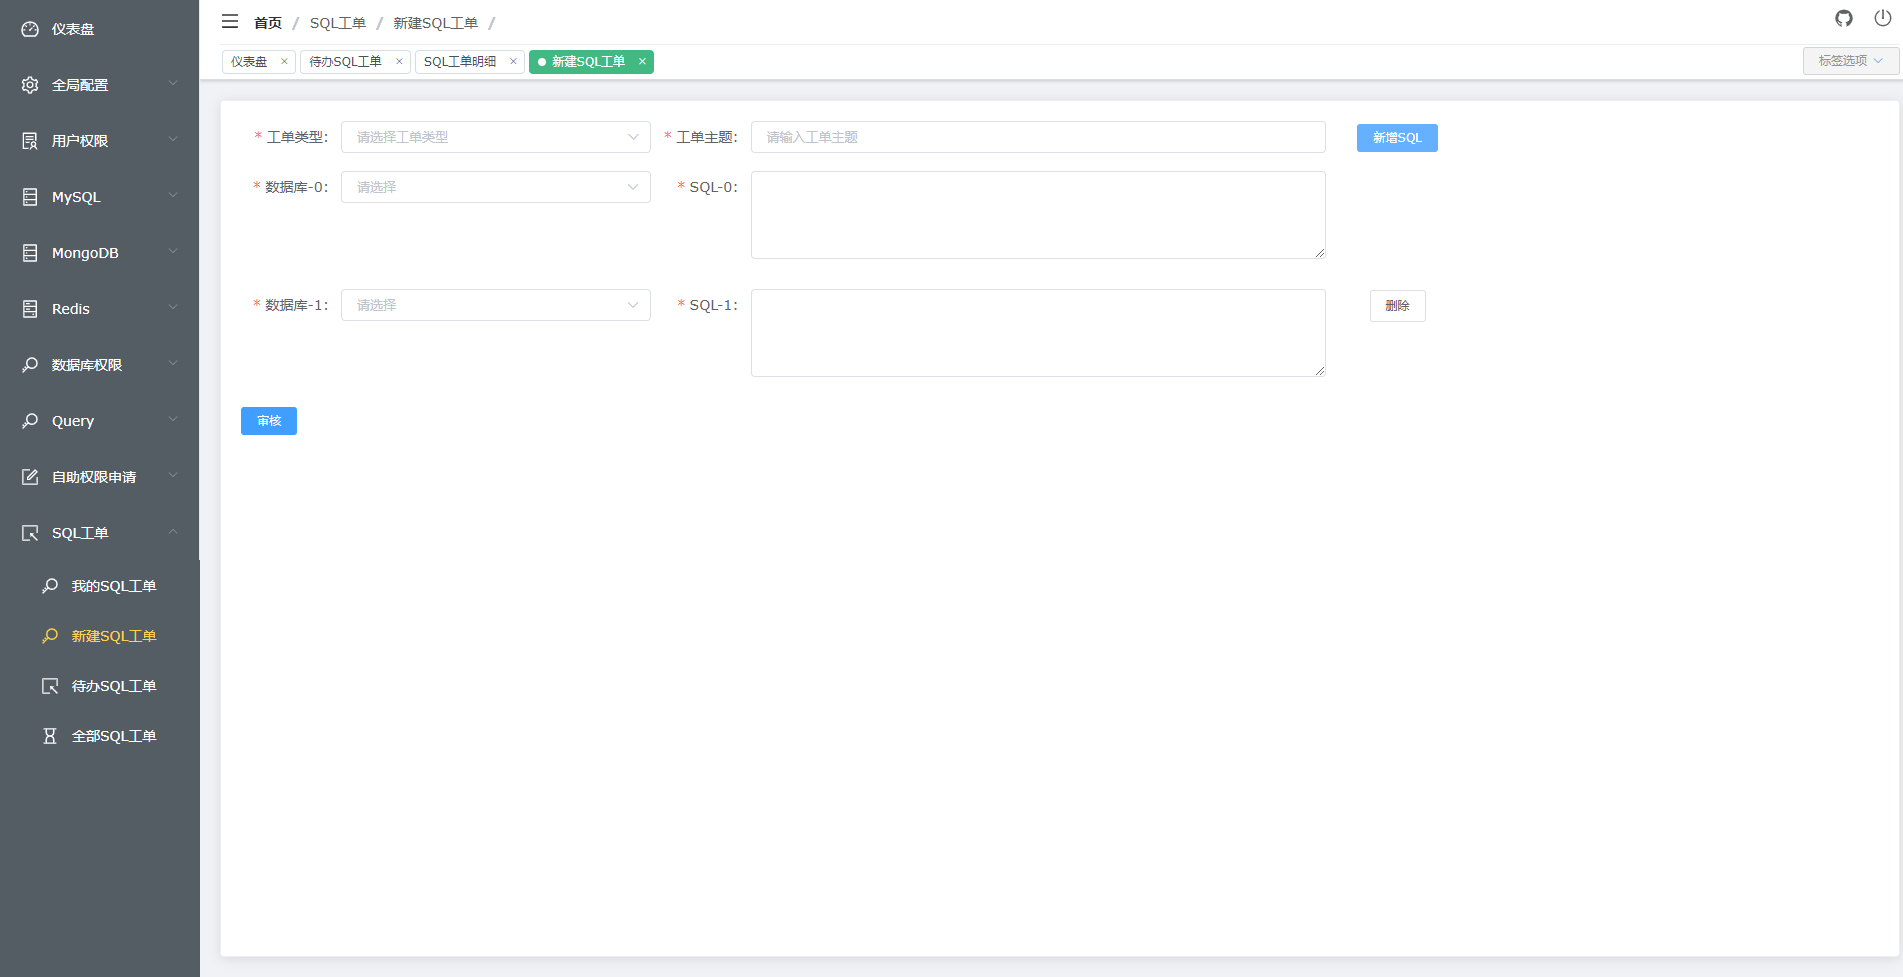 仪表盘
全局配置
用户权限
MySQL
MongoDB
Redis
数据库权限
Query
自助权限申请
SQL工单
我的SQL工单
新建SQL工单
待办SQL工单
全部SQL工单
首页 / SQL工单 / 新建SQL工单 /
仪表盘 × 待办SQL工单 × SQL工单明细 × 新建SQL工单 × 标签选项
* 工单类型: 请选择工单类型 * 工单主题: 请输入工单主题 新增SQL
* 数据库-0: 请选择 * SQL-0:
* 数据库-1: 请选择 * SQL-1: 删除
审核